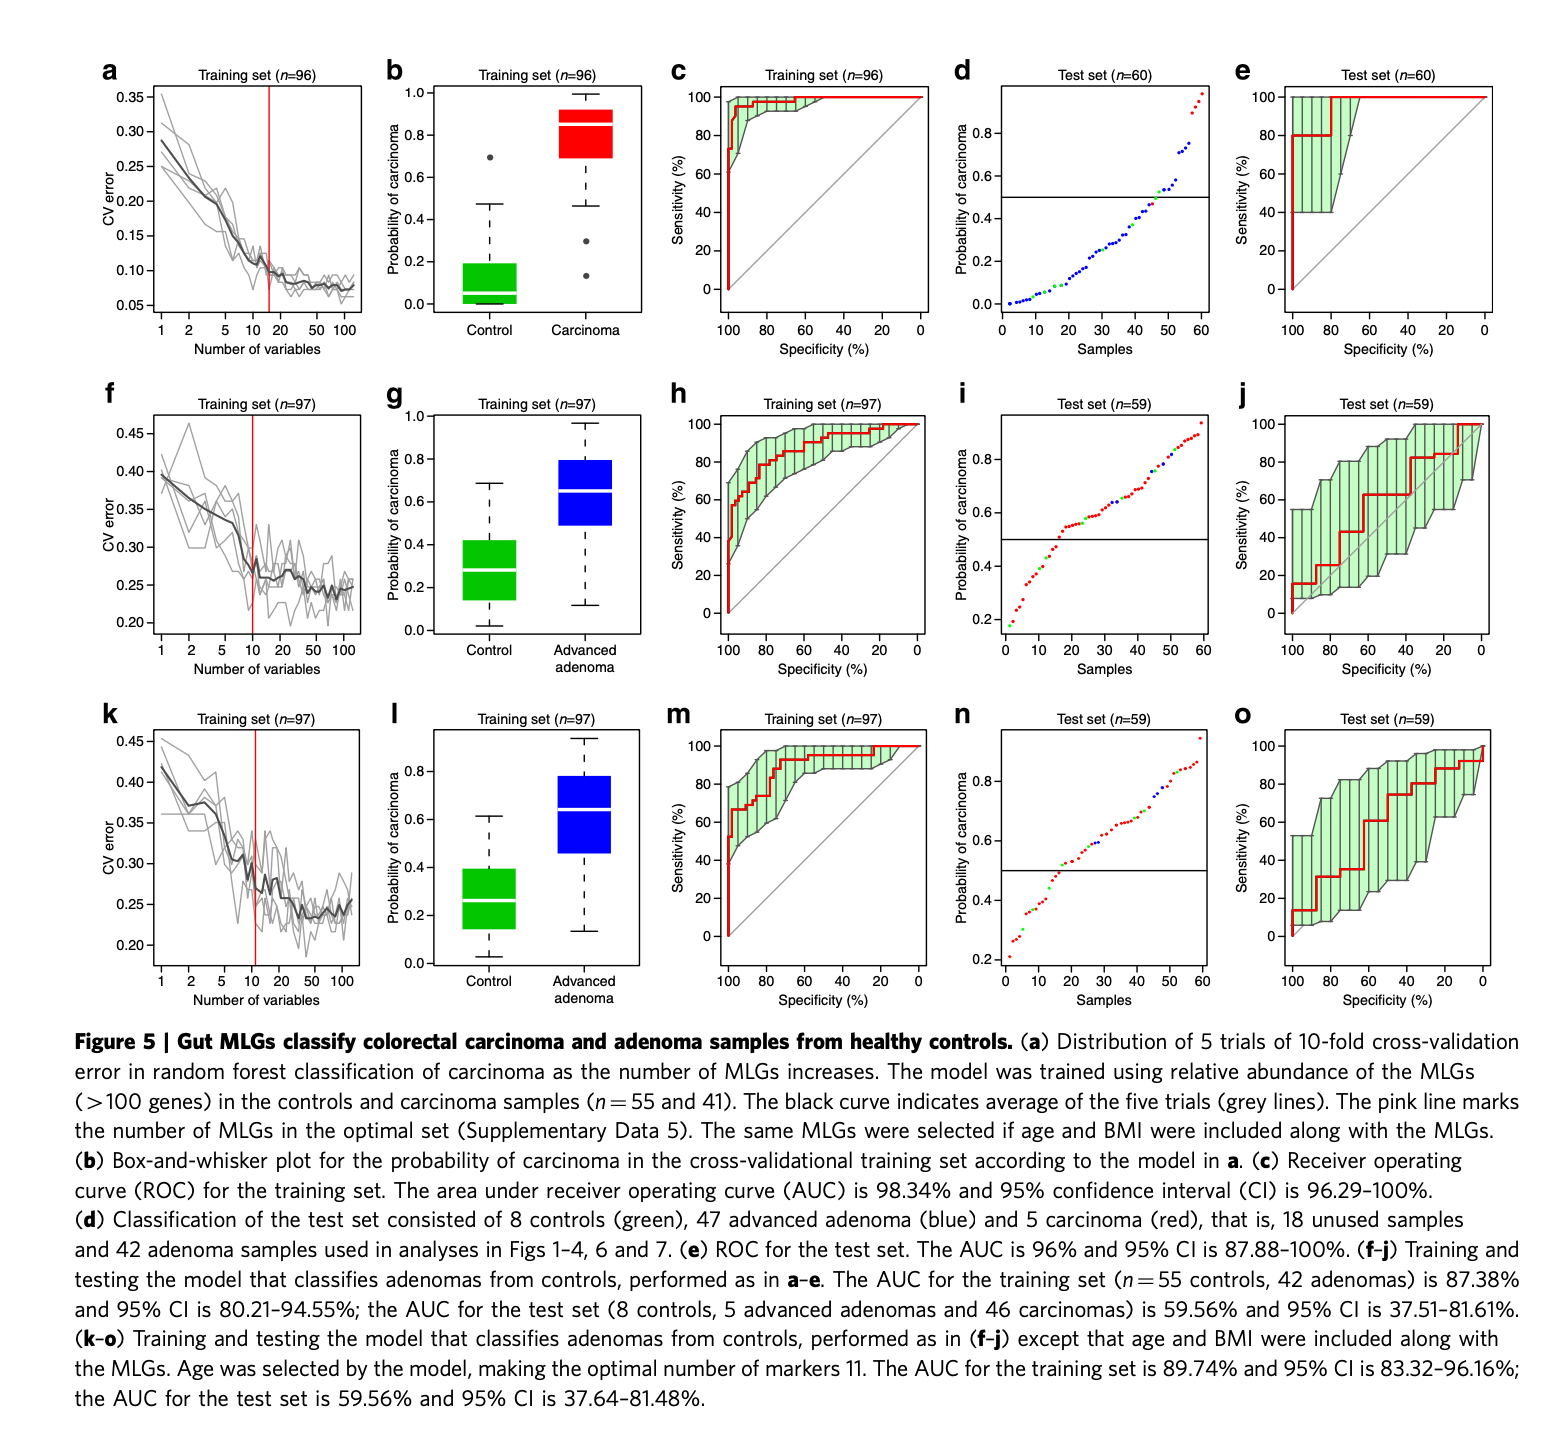 a
Training set (n=96)
CV error
0.35
0.30
0.25
0.20
0.15
0.10
0.05
1 2 5 10 20 50 100
Number of variables
b
Training set (n=96)
Probability of carcinoma
1.0
0.8
0.6
0.4
0.2
0.0
Control Carcinoma
c
Training set (n=96)
Sensitivity (%)
100
80
60
40
20
0
100 80 60 40 20 0
Specificity (%)
d
Test set (n=60)
Probability of carcinoma
0.8
0.6
0.4
0.2
0.0
0 10 20 30 40 50 60
Samples
e
Test set (n=60)
Sensitivity (%)
100
80
60
40
20
0
100 80 60 40 20 0
Specificity (%)
f
Training set (n=97)
CV error
0.45
0.40
0.35
0.30
0.25
0.20
1 2 5 10 20 50 100
Number of variables
g
Training set (n=97)
Probability of carcinoma
1.0
0.8
0.6
0.4
0.2
0.0
Control Advanced
adenoma
h
Training set (n=97)
Sensitivity (%)
100
80
60
40
20
0
100 80 60 40 20 0
Specificity (%)
i
Test set (n=59)
Probability of carcinoma
0.8
0.6
0.4
0.2
0 10 20 30 40 50 60
Samples
j
Test set (n=59)
Sensitivity (%)
100
80
60
40
20
0
100 80 60 40 20 0
Specificity (%)
k
Training set (n=97)
CV error
0.45
0.40
0.35
0.30
0.25
0.20
1 2 5 10 20 50 100
Number of variables
l
Training set (n=97)
Probability of carcinoma
0.8
0.6
0.4
0.2
0.0
Control Advanced
adenoma
m
Training set (n=97)
Sensitivity (%)
100
80
60
40
20
0
100 80 60 40 20 0
Specificity (%)
n
Test set (n=59)
Probability of carcinoma
0.8
0.6
0.4
0.2
0 10 20 30 40 50 60
Samples
o
Test set (n=59)
Sensitivity (%)
100
80
60
40
20
0
100 80 60 40 20 0
Specificity (%)
Figure 5 | Gut MLGs classify colorectal carcinoma and adenoma samples from healthy controls. (a) Distribution of 5 trials of 10-fold cross-validation
error in random forest classification of carcinoma as the number of MLGs increases. The model was trained using relative abundance of the MLGs
(>100 genes) in the controls and carcinoma samples (n = 55 and 41). The black curve indicates average of the five trials (grey lines). The pink line marks
the number of MLGs in the optimal set (Supplementary Data 5). The same MLGs were selected if age and BMI were included along with the MLGs.
(b) Box-and-whisker plot for the probability of carcinoma in the cross-validational training set according to the model in a. (c) Receiver operating
curve (ROC) for the training set. The area under receiver operating curve (AUC) is 98.34% and 95% confidence interval (CI) is 96.29–100%.
(d) Classification of the test set consisted of 8 controls (green), 47 advanced adenoma (blue) and 5 carcinoma (red), that is, 18 unused samples
and 42 adenoma samples used in analyses in Figs 1–4, 6 and 7. (e) ROC for the test set. The AUC is 96% and 95% CI is 87.88–100%. (f–j) Training and
testing the model that classifies adenomas from controls, performed as in a–e. The AUC for the training set (n = 55 controls, 42 adenomas) is 87.38%
and 95% CI is 80.21–94.55%; the AUC for the test set (8 controls, 5 advanced adenomas and 46 carcinomas) is 59.56% and 95% CI is 37.51–81.61%.
(k–o) Training and testing the model that classifies adenomas from controls, performed as in (f–j) except that age and BMI were included along with
the MLGs. Age was selected by the model, making the optimal number of markers 11. The AUC for the training set is 89.74% and 95% CI is 83.32–96.16%;
the AUC for the test set is 59.56% and 95% CI is 37.64–81.48%.